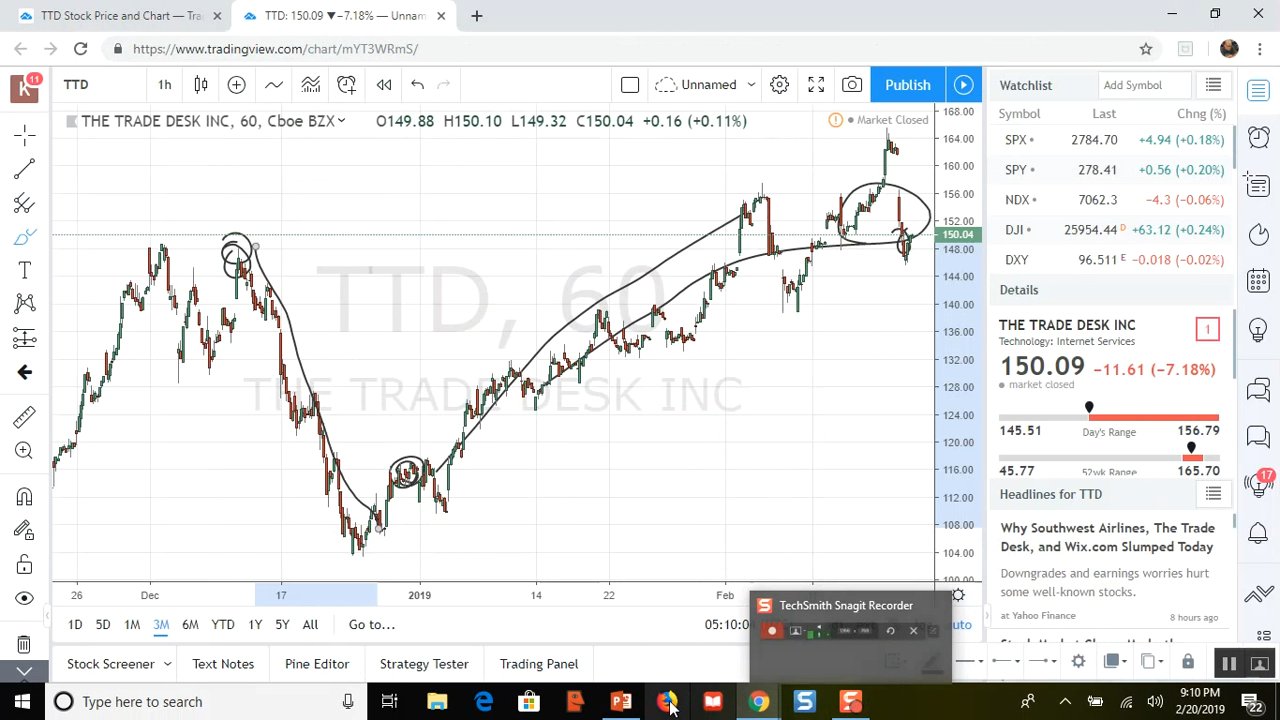 TTD Stock Price and Chart — Tra
TTD: 150.09 ▼−7.18% — Unnam
https://www.tradingview.com/chart/mYT3WRmS/
K
11
TTD
1h
Unnamed
Publish
THE TRADE DESK INC, 60, Cboe BZX
O149.88 H150.10 L149.32 C150.04 +0.16 (+0.11%)
Market Closed
TTD, 60
THE TRADE DESK INC
168.00
164.00
160.00
156.00
152.00
150.04
148.00
144.00
140.00
136.00
132.00
128.00
124.00
120.00
116.00
112.00
108.00
104.00
100.00
26
Dec
17
2019
14
22
Feb
1D 5D 1M 3M 6M YTD 1Y 5Y All
Go to...
05:10:0
auto
Stock Screener
Text Notes
Pine Editor
Strategy Tester
Trading Panel
TechSmith Snagit Recorder
Watchlist
Add Symbol
Symbol Last Chng (%)
SPX 2784.70 +4.94 (+0.18%)
SPY 278.41 +0.56 (+0.20%)
NDX 7062.3 −4.3 (−0.06%)
DJI 25954.44 D +63.12 (+0.24%)
DXY 96.511 E −0.018 (−0.02%)
Details
THE TRADE DESK INC
1
Technology: Internet Services
150.09 −11.61 (−7.18%)
market closed
145.51 Day's Range 156.79
45.77 52wk Range 165.70
Headlines for TTD
Why Southwest Airlines, The Trade
Desk, and Wix.com Slumped Today
Downgrades and earnings worries hurt
some well-known stocks.
at Yahoo Finance
8 hours ago
17
Type here to search
9:10 PM
2/20/2019
22